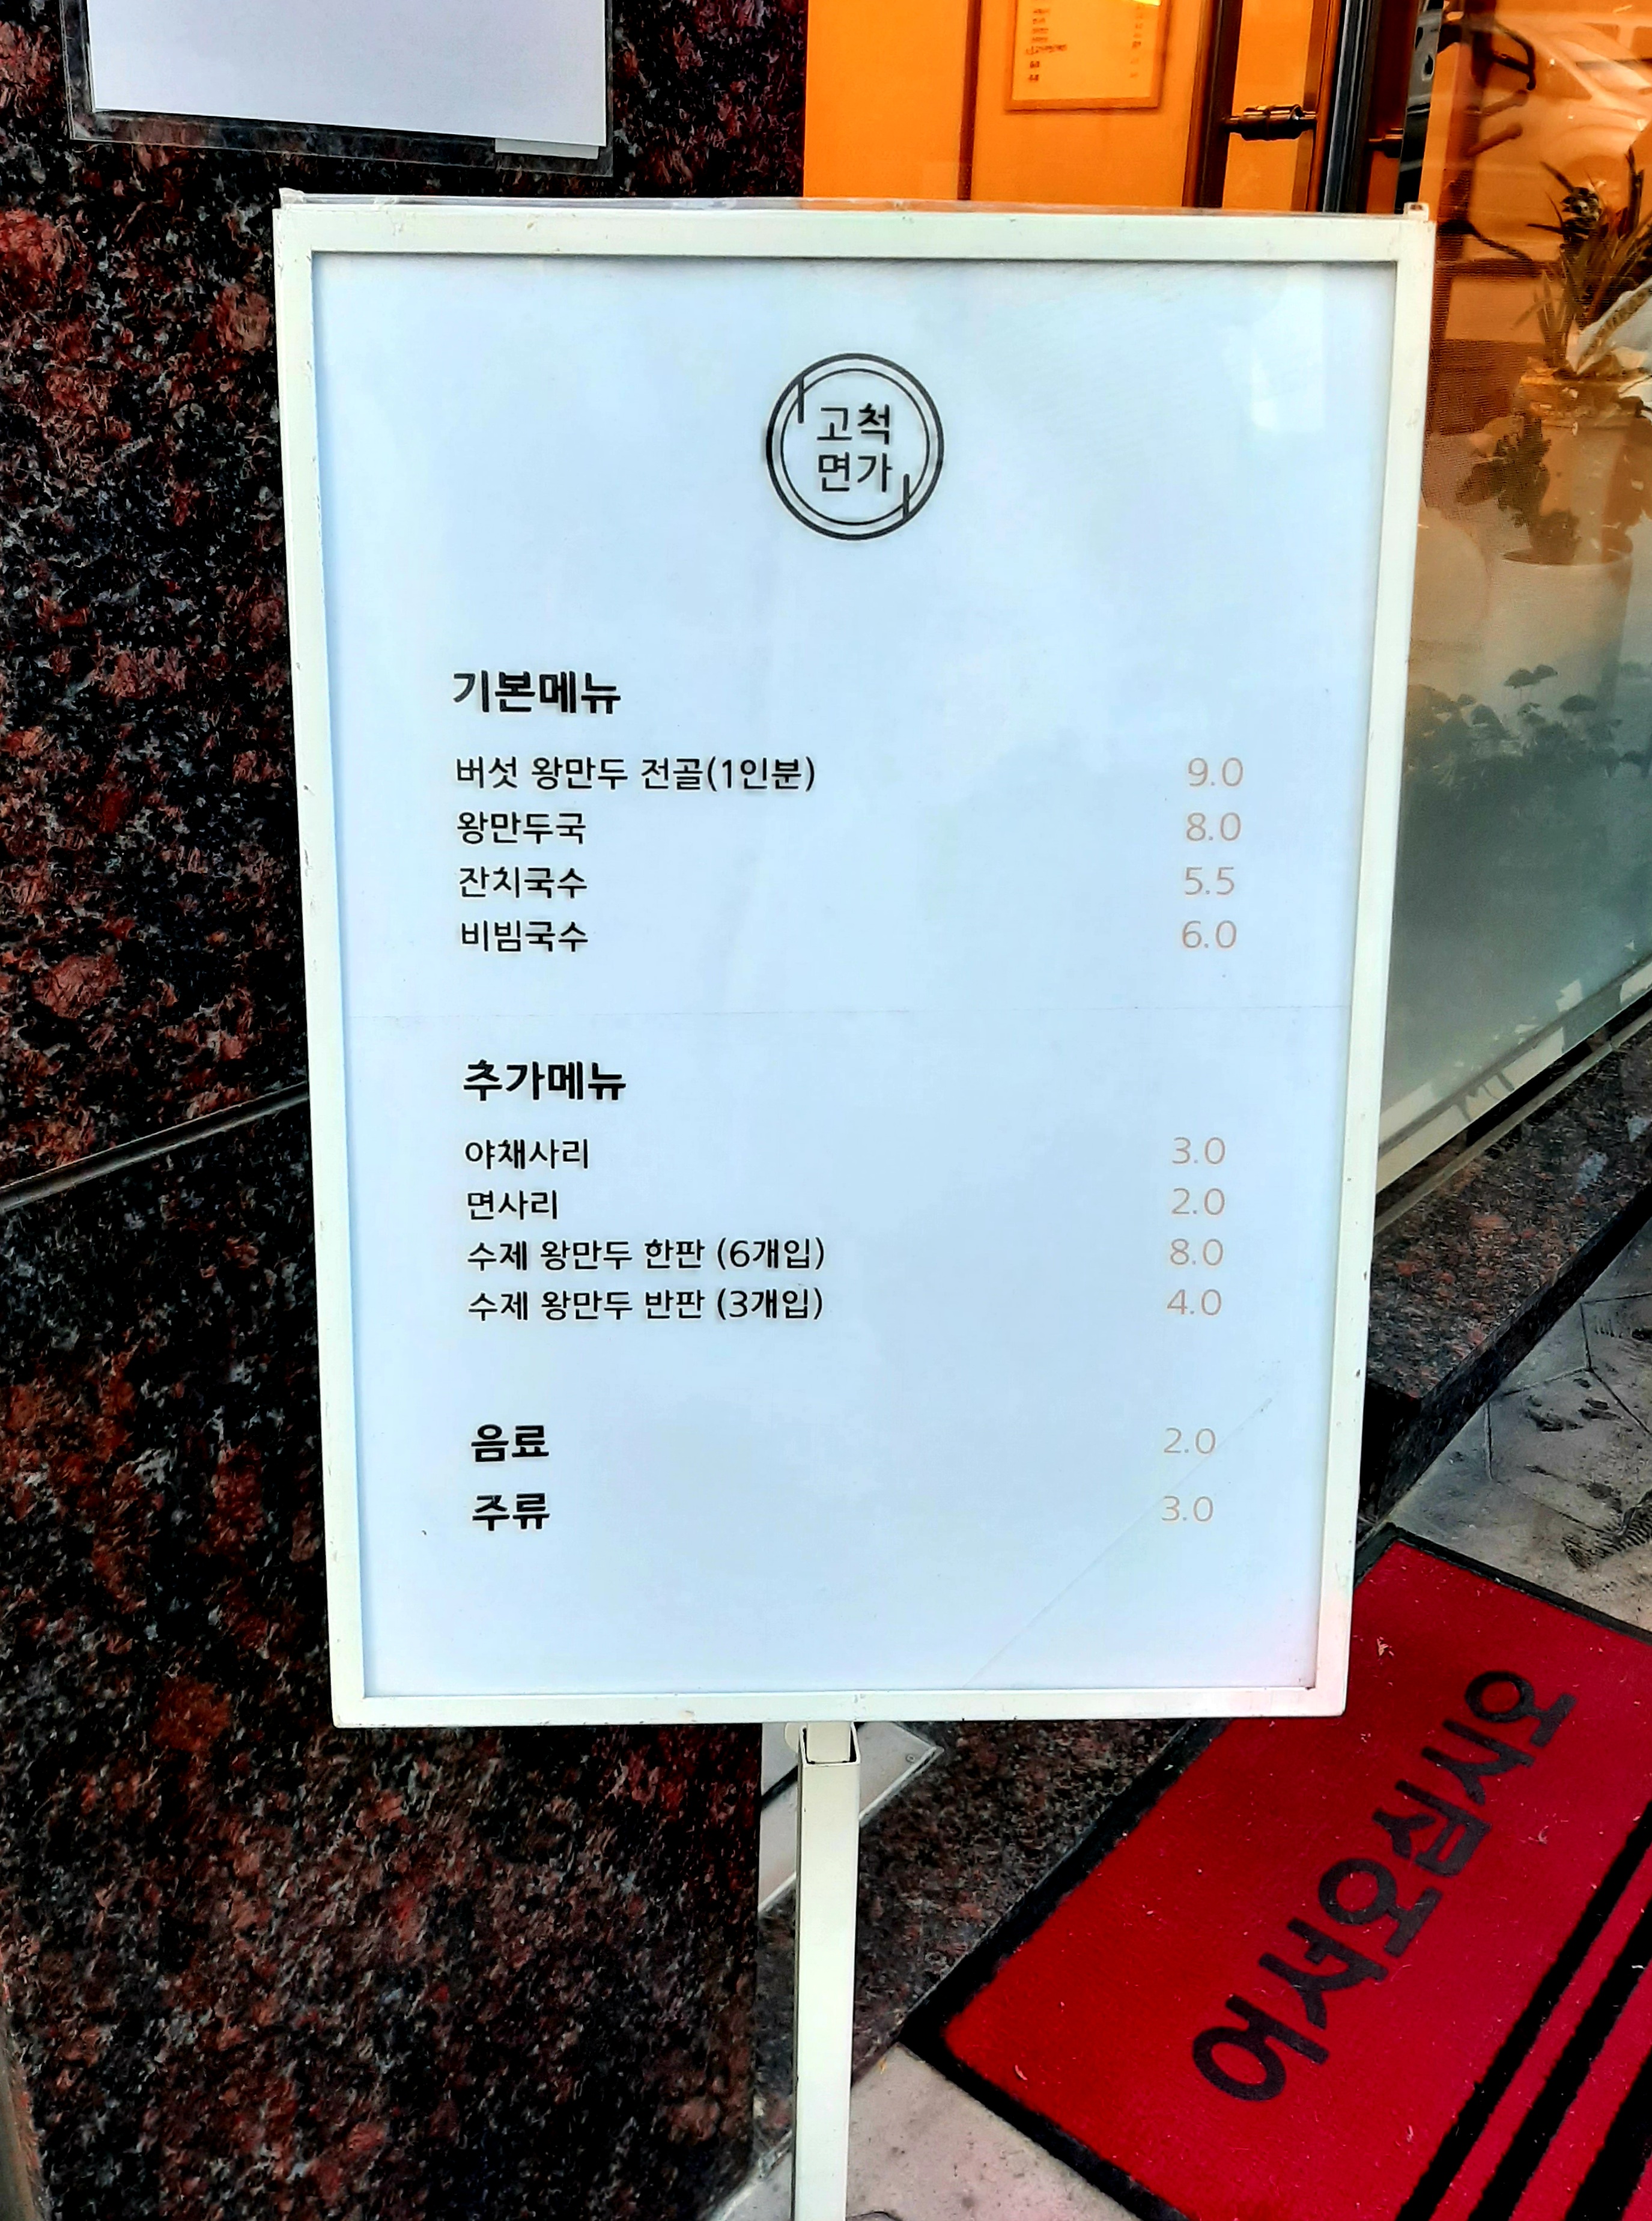 고척
면가
기본메뉴
버섯 왕만두 전골(1인분) 9.0
왕만두국 8.0
잔치국수 5.5
비빔국수 6.0
추가메뉴
야채사리 3.0
면사리 2.0
수제 왕만두 한판 (6개입) 8.0
수제 왕만두 반판 (3개입) 4.0
음료 2.0
주류 3.0
어서오십시오